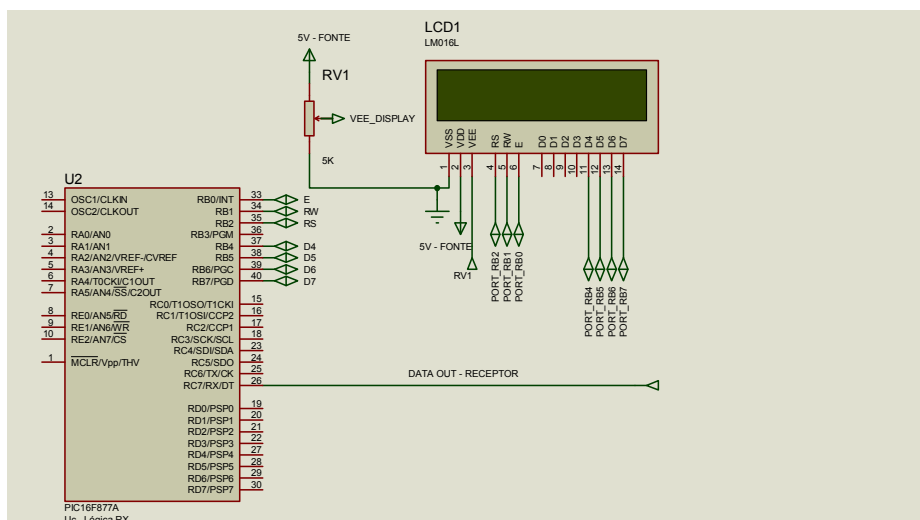 LCD1
LM016L
5V - FONTE
RV1
VEE_DISPLAY
5K
VSS
VDD
VEE
RS
RW
E
D0
D1
D2
D3
D4
D5
D6
D7
1
2
3
4
5
6
7
8
9
10
11
12
13
14
5V - FONTE
RV1
PORT_RB2
PORT_RB1
PORT_RB0
PORT_RB4
PORT_RB5
PORT_RB6
PORT_RB7
U2
13 OSC1/CLKIN
14 OSC2/CLKOUT
2 RA0/AN0
3 RA1/AN1
4 RA2/AN2/VREF-/CVREF
5 RA3/AN3/VREF+
6 RA4/T0CKI/C1OUT
7 RA5/AN4/SS/C2OUT
8 RE0/AN5/RD
9 RE1/AN6/WR
10 RE2/AN7/CS
1 MCLR/Vpp/THV
RB0/INT 33 E
RB1 34 RW
RB2 35 RS
RB3/PGM 36
RB4 37 D4
RB5 38 D5
RB6/PGC 39 D6
RB7/PGD 40 D7
RC0/T1OSO/T1CKI 15
RC1/T1OSI/CCP2 16
RC2/CCP1 17
RC3/SCK/SCL 18
RC4/SDI/SDA 23
RC5/SDO 24
RC6/TX/CK 25
RC7/RX/DT 26
DATA OUT - RECEPTOR
RD0/PSP0 19
RD1/PSP1 20
RD2/PSP2 21
RD3/PSP3 22
RD4/PSP4 27
RD5/PSP5 28
RD6/PSP6 29
RD7/PSP7 30
PIC16F877A
Uc_Lógica RX